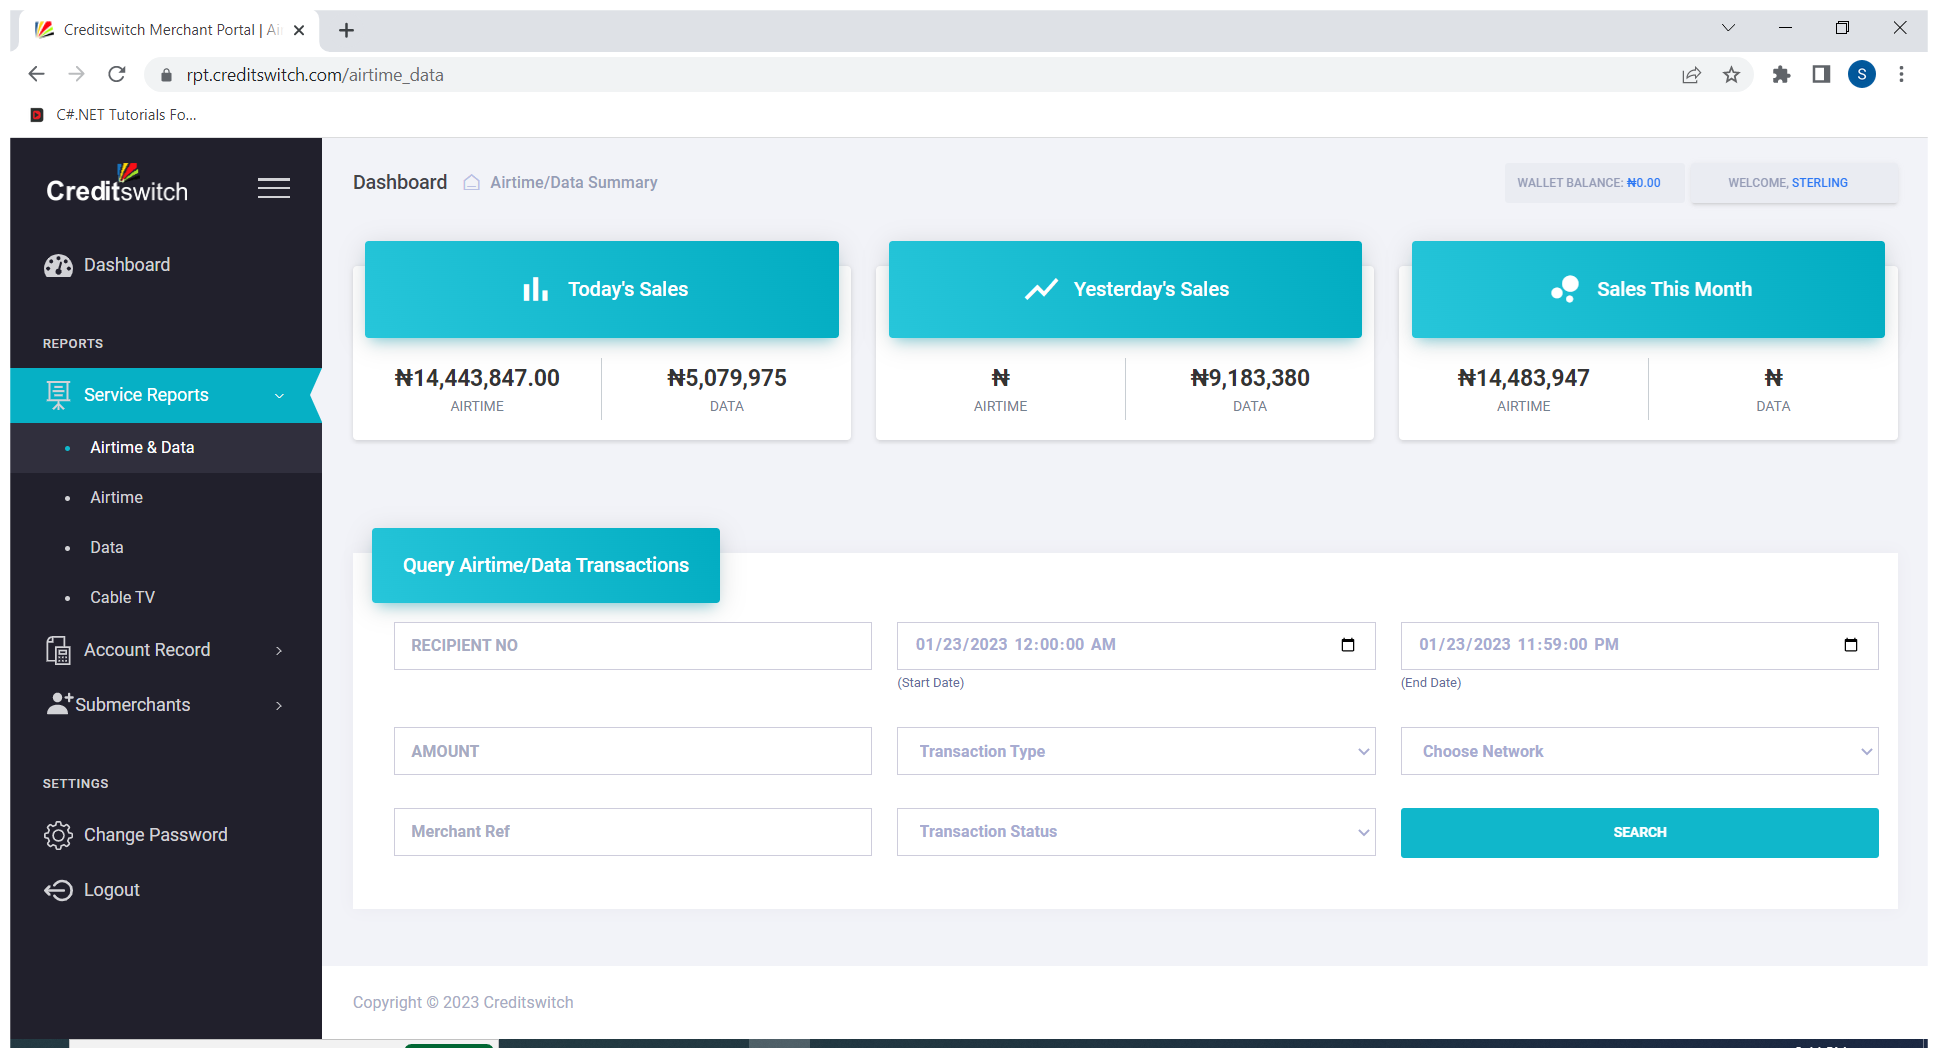 Creditswitch Merchant Portal | Ai
rpt.creditswitch.com/airtime_data
S
C#.NET Tutorials Fo...
Creditswitch
Dashboard
REPORTS
Service Reports
Airtime & Data
Airtime
Data
Cable TV
Account Record
Submerchants
SETTINGS
Change Password
Logout
Dashboard Airtime/Data Summary
WALLET BALANCE: ₦0.00
WELCOME, STERLING
Today's Sales
₦14,443,847.00
AIRTIME
₦5,079,975
DATA
Yesterday's Sales
₦
AIRTIME
₦9,183,380
DATA
Sales This Month
₦14,483,947
AIRTIME
₦
DATA
Query Airtime/Data Transactions
RECIPIENT NO
01/23/2023 12:00:00 AM
(Start Date)
01/23/2023 11:59:00 PM
(End Date)
AMOUNT
Transaction Type
Choose Network
Merchant Ref
Transaction Status
SEARCH
Copyright © 2023 Creditswitch